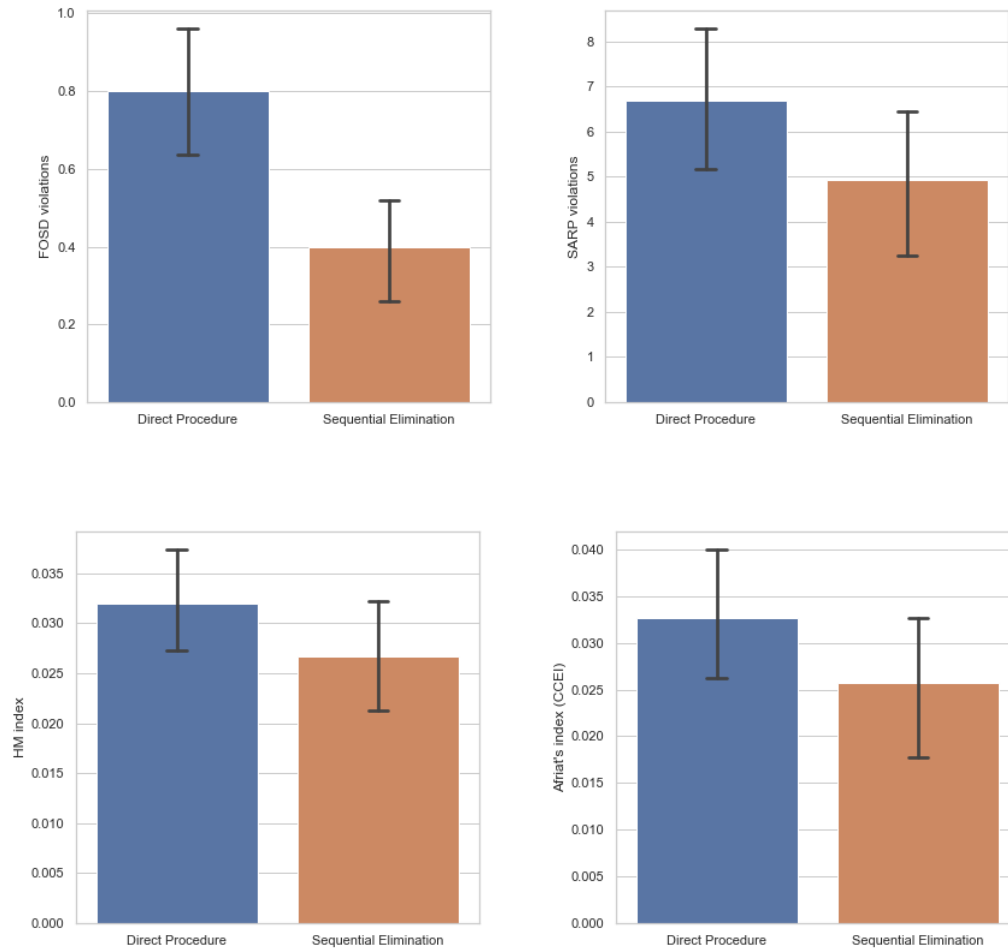 1.0
0.8
0.6
0.4
0.2
0.0
FOSD violations
Direct Procedure
Sequential Elimination
8
7
6
5
4
3
2
1
0
SARP violations
Direct Procedure
Sequential Elimination
0.035
0.030
0.025
0.020
0.015
0.010
0.005
0.000
HM index
Direct Procedure
Sequential Elimination
0.040
0.035
0.030
0.025
0.020
0.015
0.010
0.005
0.000
Afriat's index (CCEI)
Direct Procedure
Sequential Elimination